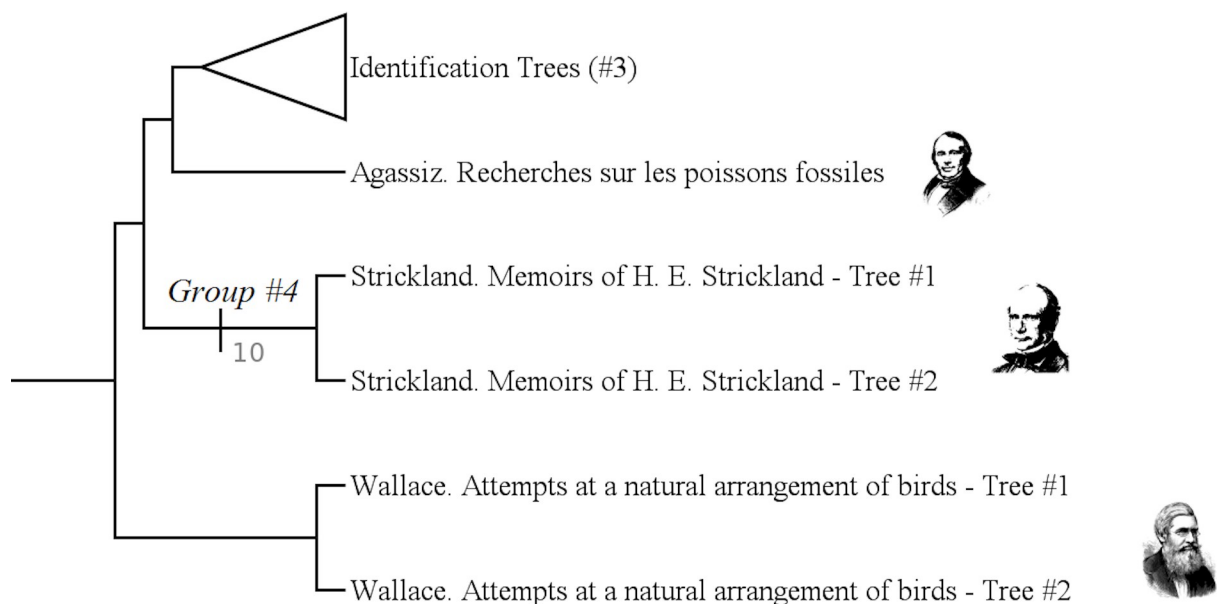 Identification Trees (#3)
Agassiz. Recherches sur les poissons fossiles
Strickland. Memoirs of H. E. Strickland - Tree #1
Group #4
10
Strickland. Memoirs of H. E. Strickland - Tree #2
Wallace. Attempts at a natural arrangement of birds - Tree #1
Wallace. Attempts at a natural arrangement of birds - Tree #2